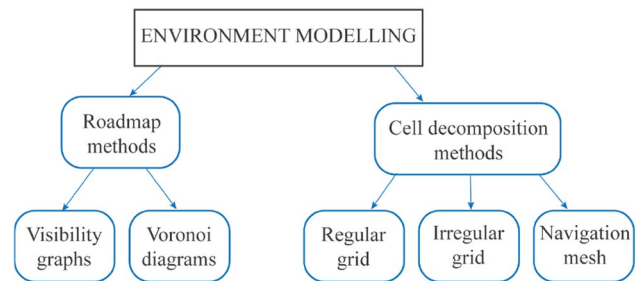 ENVIRONMENT MODELLING
Roadmap
methods
Cell decomposition
methods
Visibility
graphs
Voronoi
diagrams
Regular
grid
Irregular
grid
Navigation
mesh